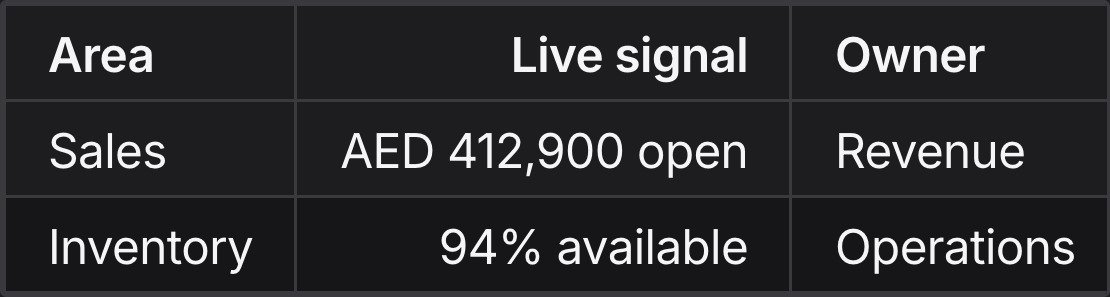 Area Live signal Owner
Sales AED 412,900 open Revenue
Inventory 94% available Operations